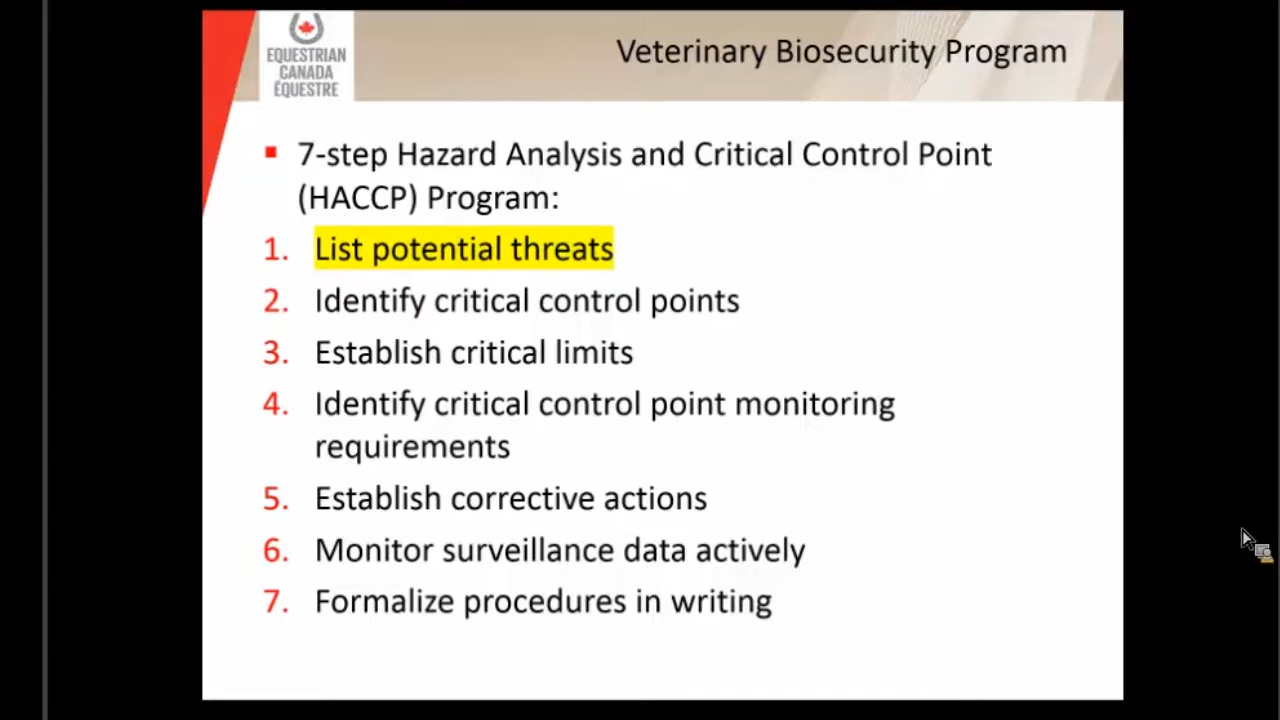 EQUESTRIAN
CANADA
ÉQUESTRE
Veterinary Biosecurity Program
7-step Hazard Analysis and Critical Control Point
(HACCP) Program:
1. List potential threats
2. Identify critical control points
3. Establish critical limits
4. Identify critical control point monitoring
requirements
5. Establish corrective actions
6. Monitor surveillance data actively
7. Formalize procedures in writing